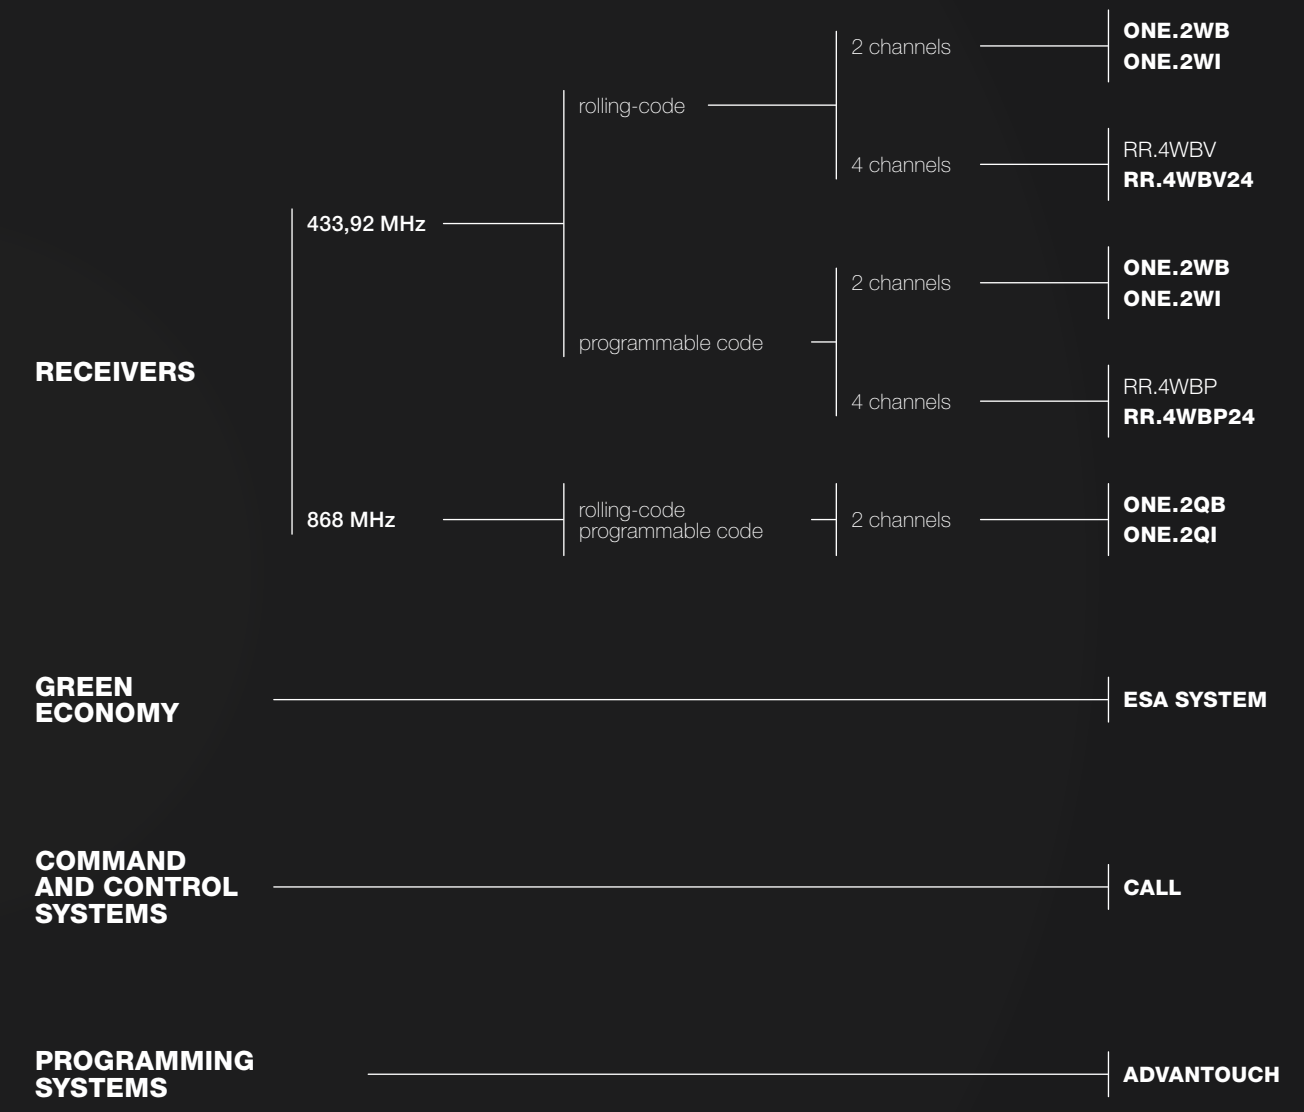 RECEIVERS
433,92 MHz
rolling-code
2 channels
ONE.2WB
ONE.2WI
4 channels
RR.4WBV
RR.4WBV24
programmable code
2 channels
ONE.2WB
ONE.2WI
4 channels
RR.4WBP
RR.4WBP24
868 MHz
rolling-code
programmable code
2 channels
ONE.2QB
ONE.2QI
GREEN
ECONOMY
ESA SYSTEM
COMMAND
AND CONTROL
SYSTEMS
CALL
PROGRAMMING
SYSTEMS
ADVANTOUCH